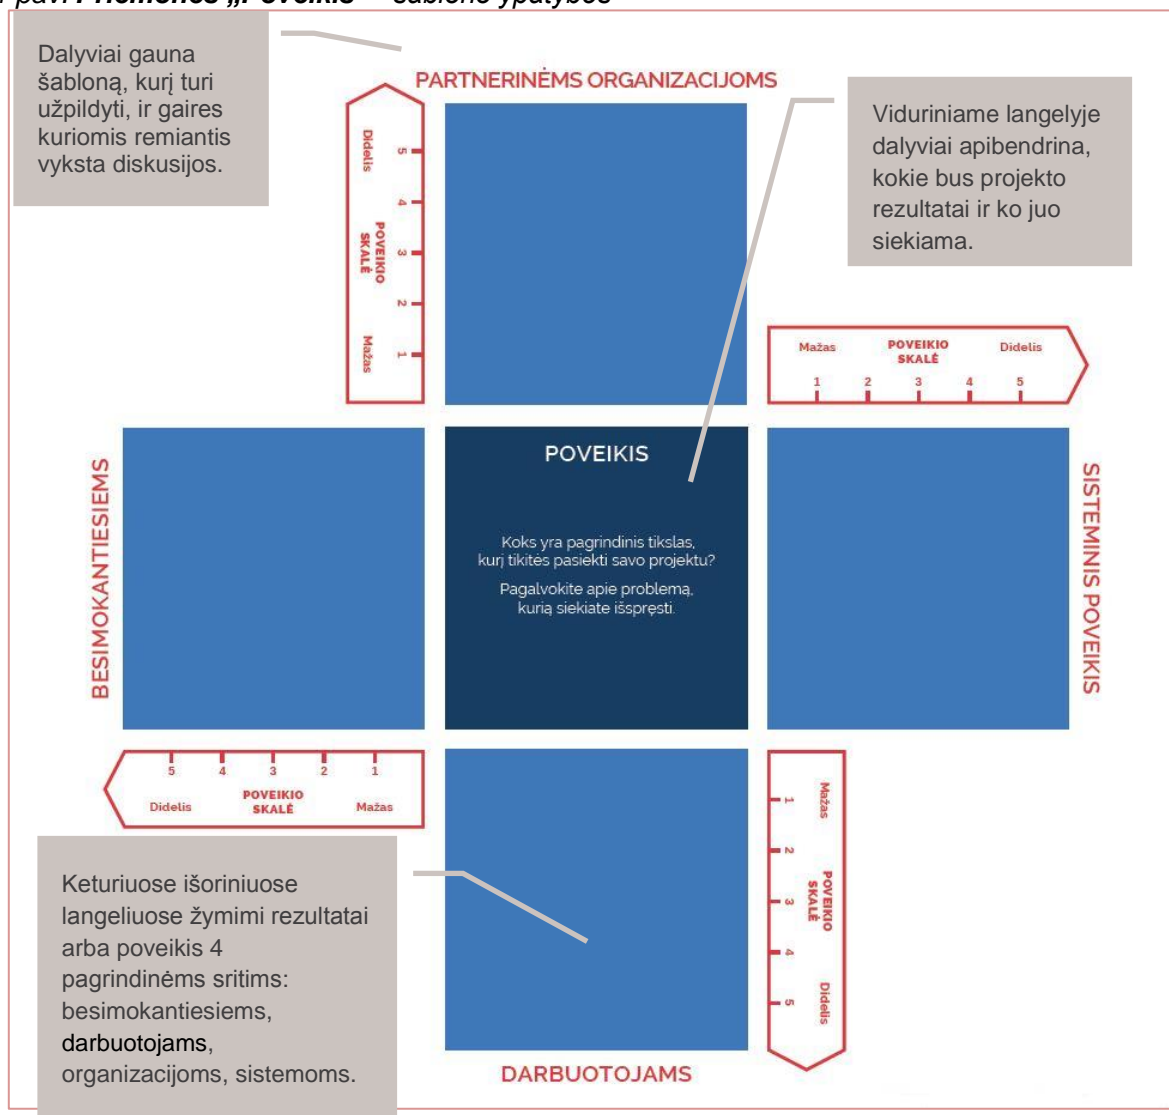 Priemonės „Poveikis“ – šablono ypatybės
Dalyviai gauna
šabloną, kurį turi
užpildyti, ir gaires
kuriomis remiantis
vyksta diskusijos.
PARTNERINĖMS ORGANIZACIJOMS
Viduriniame langelyje
dalyviai apibendrina,
kokie bus projekto
rezultatai ir ko juo
siekiama.
Didelis
POVEIKIO
SKALĖ
Mažas
5
4
3
2
1
Mažas
POVEIKIO
SKALĖ
Didelis
1 2 3 4 5
BESIMOKANTIESIEMS
POVEIKIS
Koks yra pagrindinis tikslas,
kurį tikitės pasiekti savo projektu?
Pagalvokite apie problemą,
kurią siekiate išspręsti.
SISTEMINIS POVEIKIS
5 4 3 2 1
Didelis
POVEIKIO
SKALĖ
Mažas
Mažas
POVEIKIO
SKALĖ
Didelis
1
2
3
4
5
Keturiuose išoriniuose
langeliuose žymimi rezultatai
arba poveikis 4
pagrindinėms sritims:
besimokantiesiems,
darbuotojams,
organizacijoms, sistemoms.
DARBUOTOJAMS